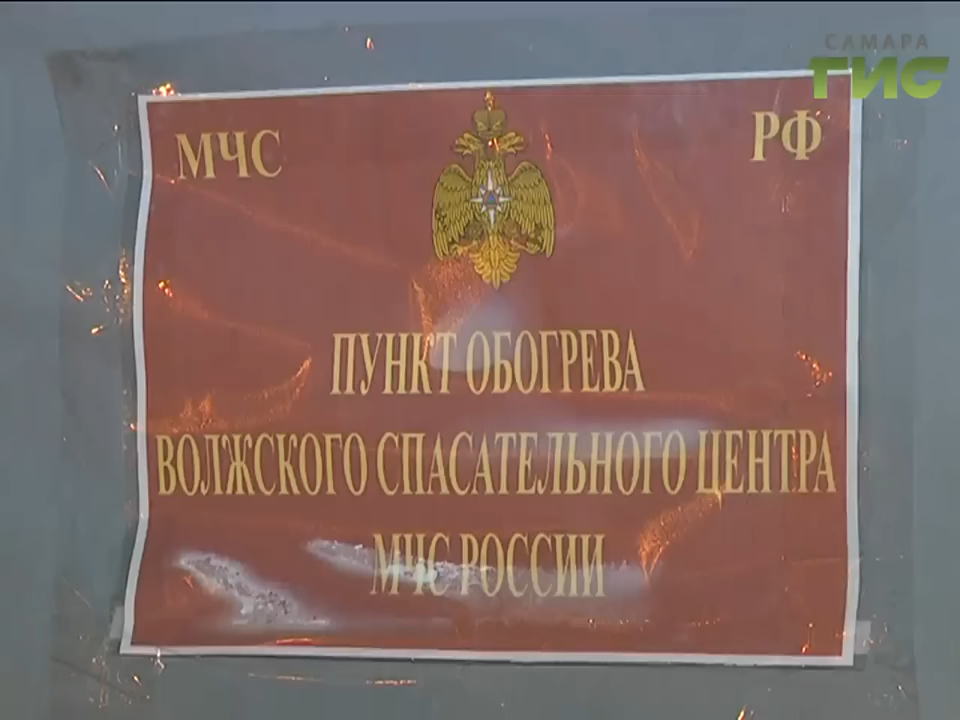 САМАРА
ГИС
МЧС РФ
ПУНКТ ОБОГРЕВА
ВОЛЖСКОГО СПАСАТЕЛЬНОГО ЦЕНТРА
МЧС РОССИИ